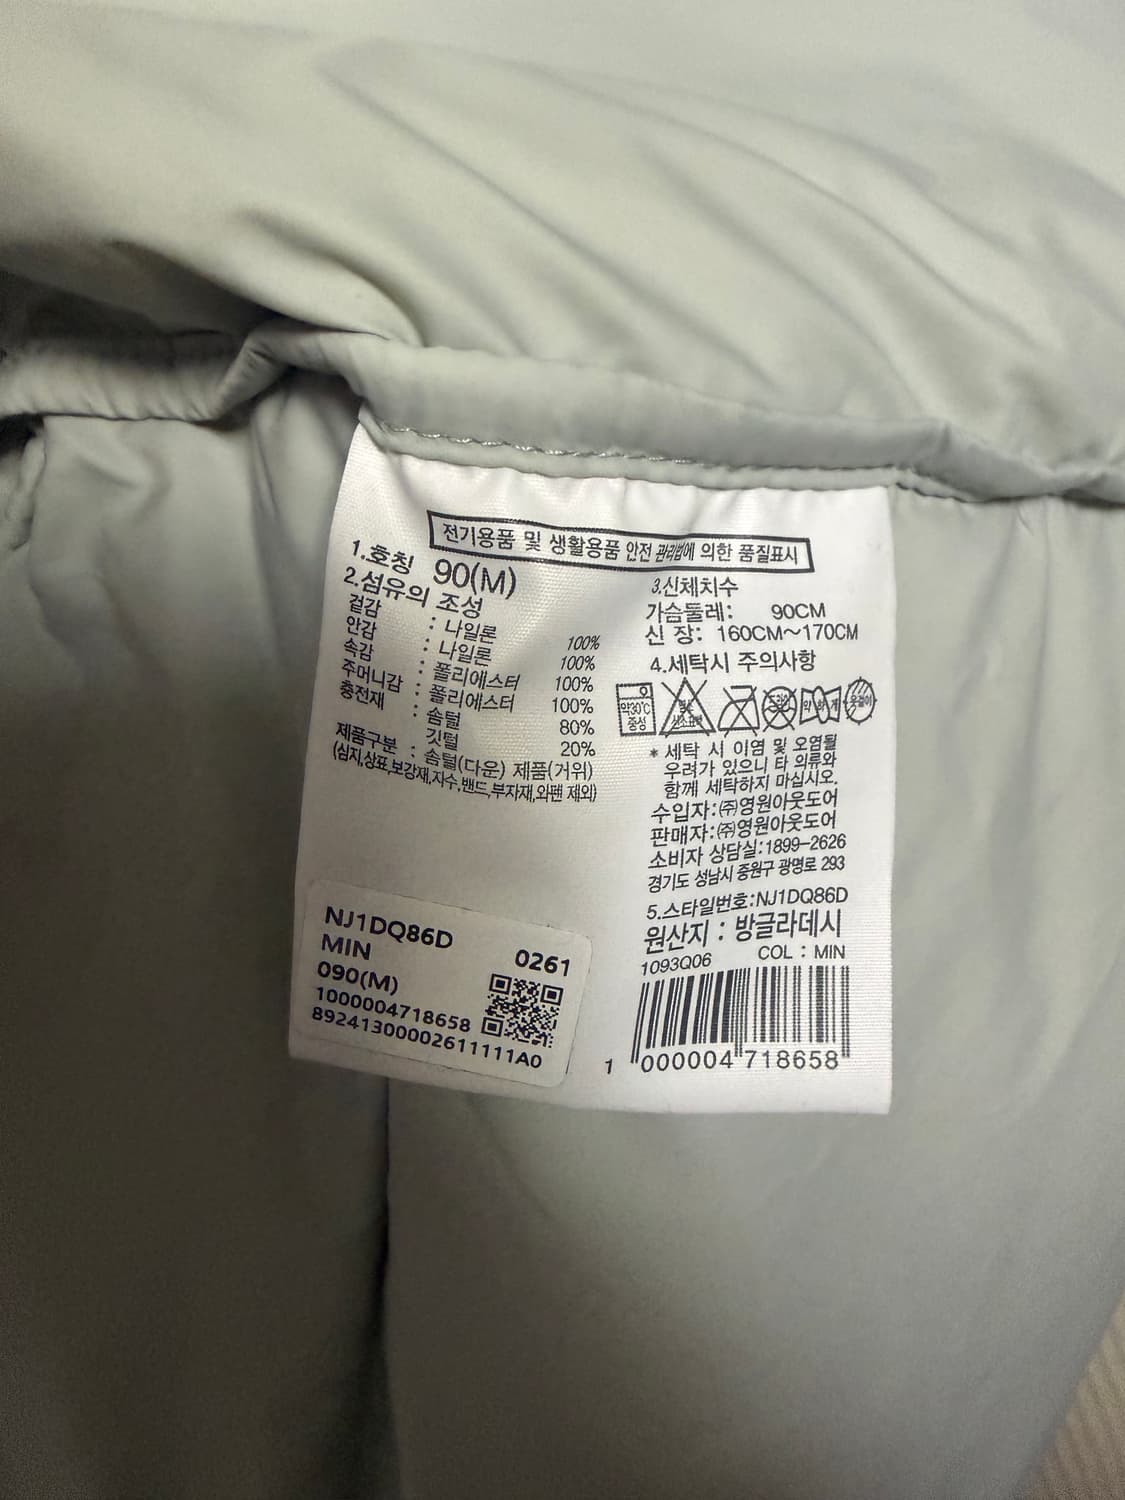 전기용품 및 생활용품 안전 관리법에 의한 품질표시
1.호칭 90(M)
2.섬유의 조성
겉감 : 나일론 100%
안감 : 나일론 100%
속감 : 폴리에스터 100%
주머니감 : 폴리에스터 100%
충전재 : 솜털 80%
깃털 20%
제품구분 : 솜털(다운) 제품(거위)
(심지,상표,보강재,자수,밴드,부자재,와펜 제외)
3.신체치수
가슴둘레: 90CM
신 장: 160CM~170CM
4.세탁시 주의사항
약30℃
중성
* 세탁 시 이염 및 오염될
우려가 있으니 타 의류와
함께 세탁하지 마십시오.
수입자:㈜영원아웃도어
판매자:㈜영원아웃도어
소비자 상담실:1899-2626
경기도 성남시 중원구 광명로 293
5.스타일번호:NJ1DQ86D
원산지 : 방글라데시
1093Q06 COL : MIN
1 000004 718658
NJ1DQ86D
MIN 0261
090(M)
1000004718658
89241300002611111A0